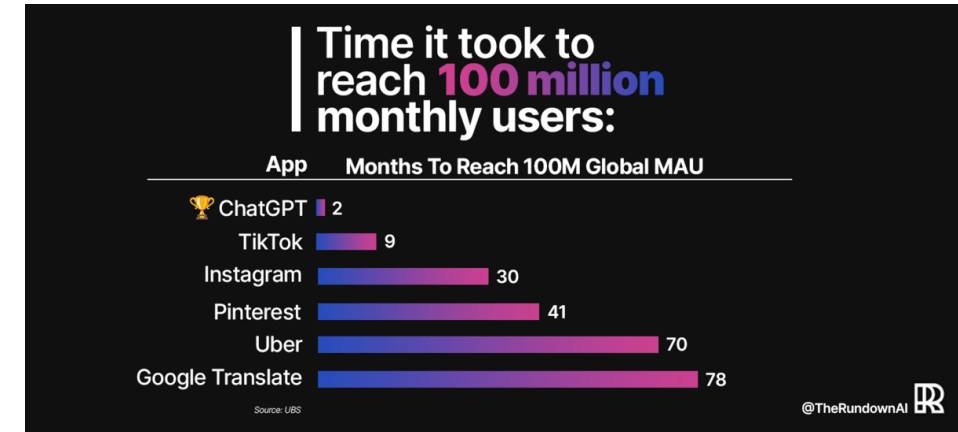 Time it took to
reach 100 million
monthly users:
App Months To Reach 100M Global MAU
ChatGPT 2
TikTok 9
Instagram 30
Pinterest 41
Uber 70
Google Translate 78
Source: UBS
@TheRundownAI R